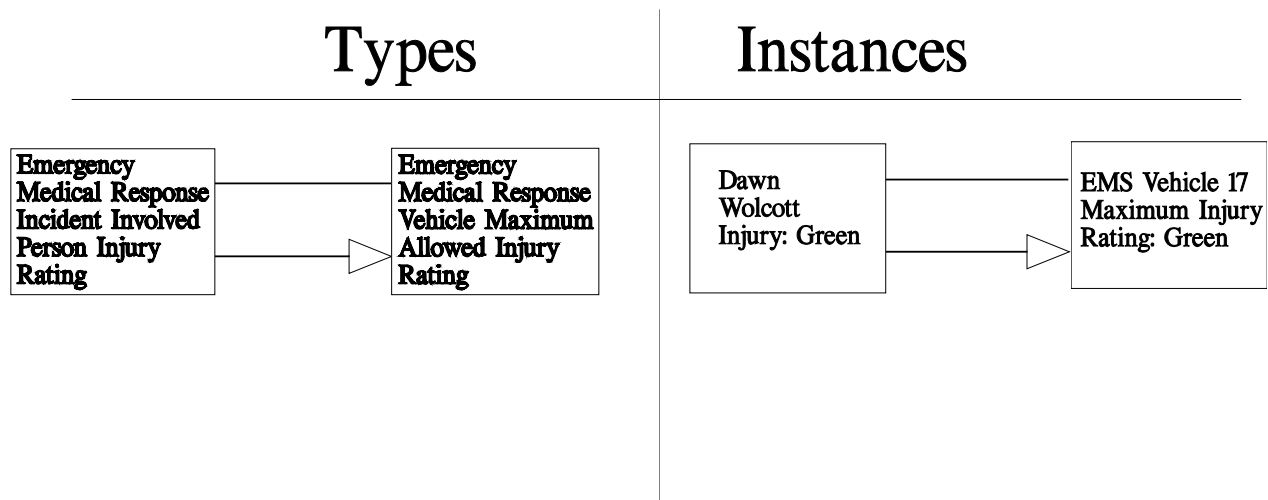 Types
Instances
Emergency
Medical Response
Incident Involved
Person Injury
Rating
Emergency
Medical Response
Vehicle Maximum
Allowed Injury
Rating
Dawn
Wolcott
Injury: Green
EMS Vehicle 17
Maximum Injury
Rating: Green